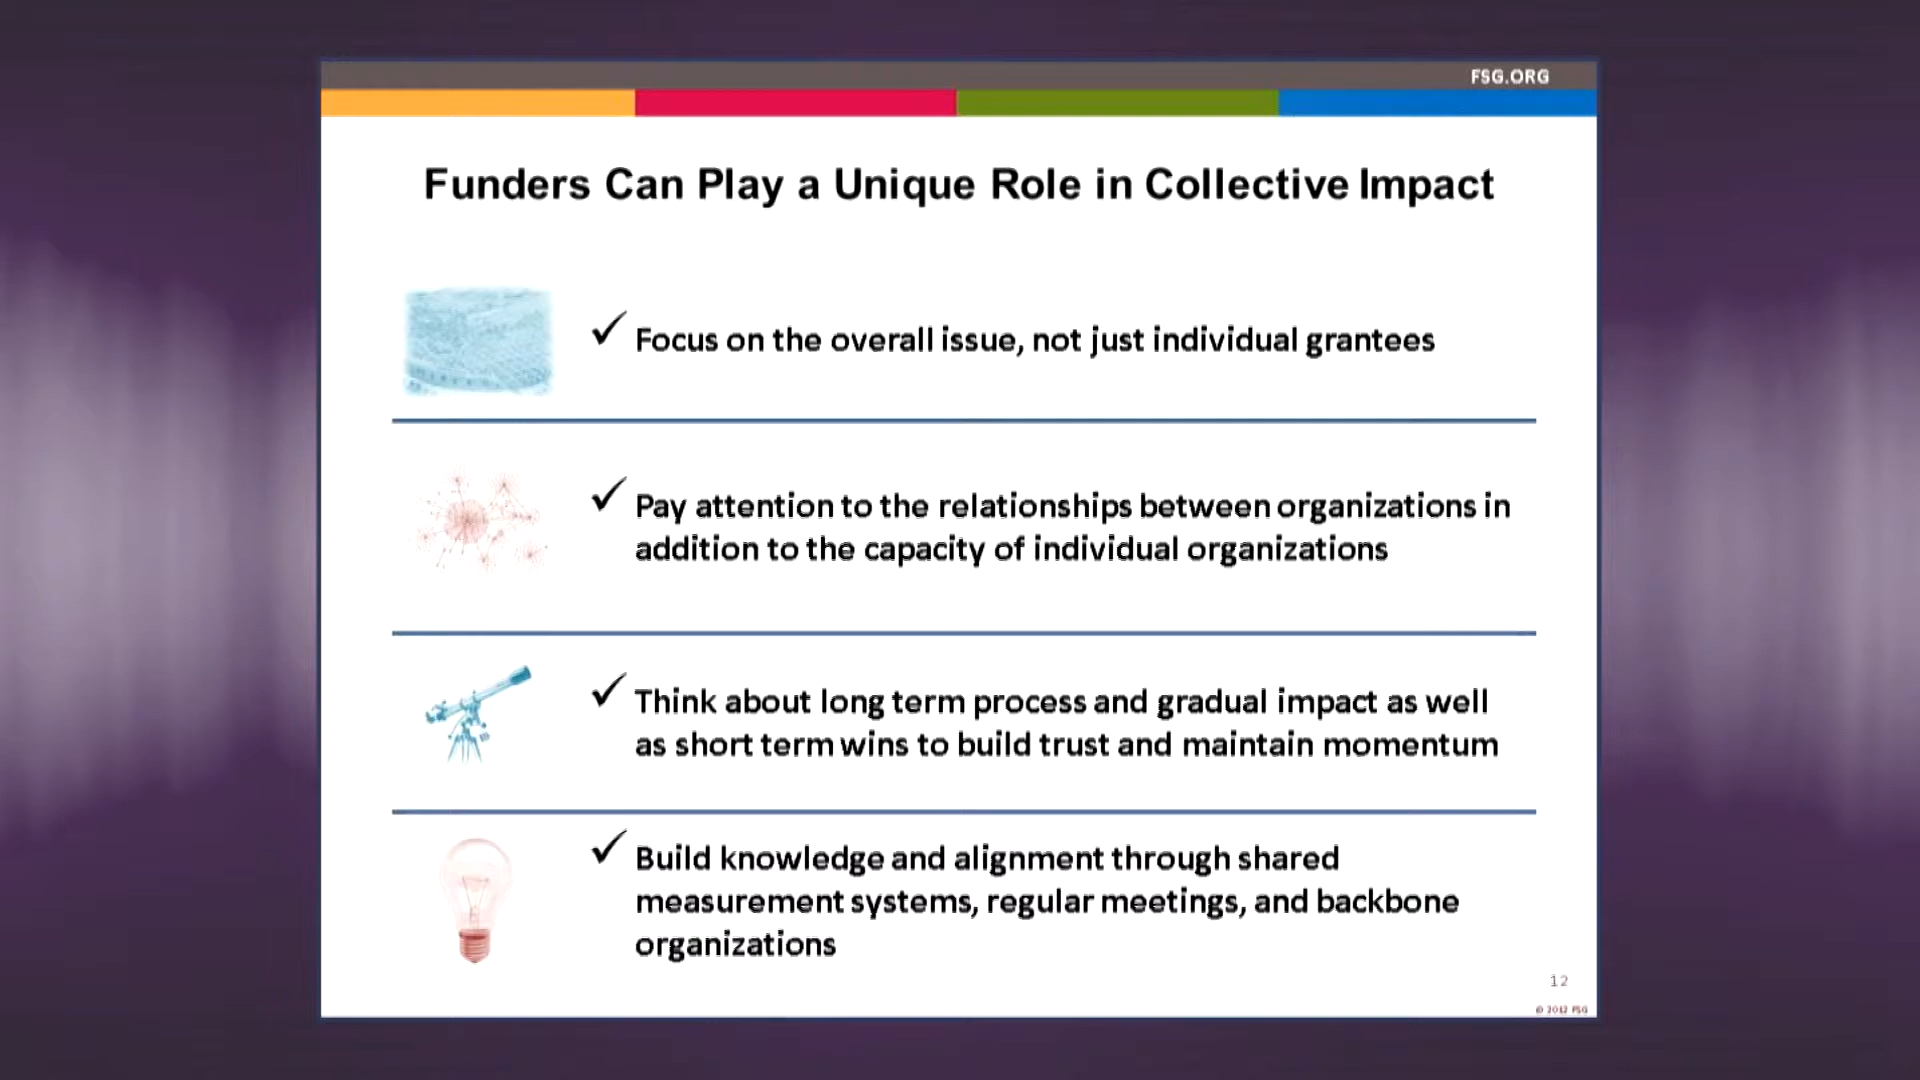 FSG.ORG
Funders Can Play a Unique Role in Collective Impact
✓ Focus on the overall issue, not just individual grantees
✓ Pay attention to the relationships between organizations in
addition to the capacity of individual organizations
✓ Think about long term process and gradual impact as well
as short term wins to build trust and maintain momentum
✓ Build knowledge and alignment through shared
measurement systems, regular meetings, and backbone
organizations
12
© 2012 FSG